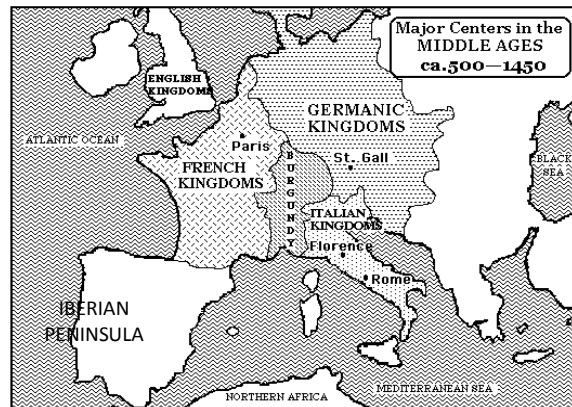 Major Centers in the
MIDDLE AGES
ca.500—1450
ENGLISH
KINGDOMS
GERMANIC
KINGDOMS
ATLANTIC OCEAN
Paris
BURGUNDY
St. Gall
BLACK
SEA
FRENCH
KINGDOMS
ITALIAN
KINGDOMS
Florence
Rome
IBERIAN
PENINSULA
MEDITERRANEAN SEA
NORTHERN AFRICA